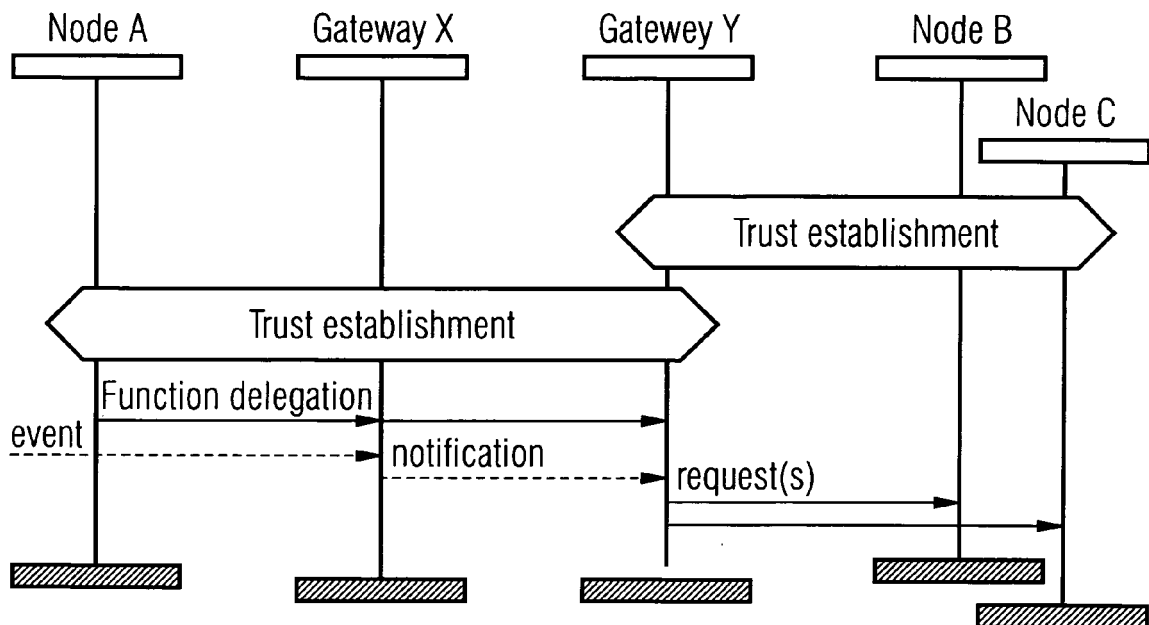 Node A
Gateway X
Gatewey Y
Node B
Node C
Trust establishment
Trust establishment
Function delegation
event
notification
request(s)